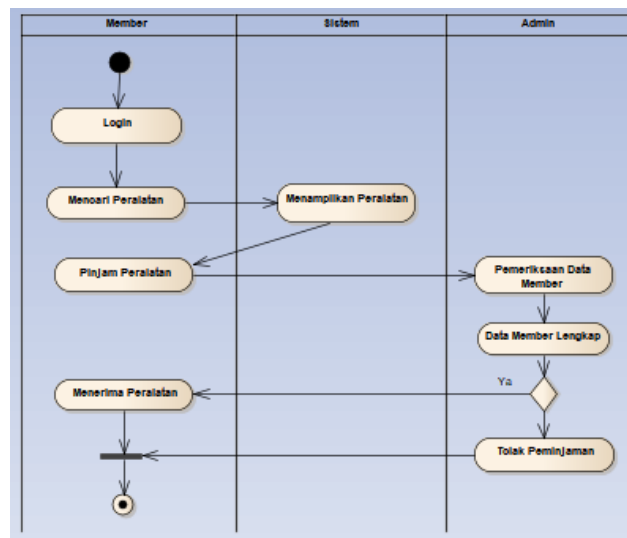 Member
Sistem
Admin
Login
Mencari Peralatan
Menampilkan Peralatan
Pinjam Peralatan
Pemeriksaan Data
Member
Data Member Lengkap
Ya
Menerima Peralatan
Tolak Peminjaman